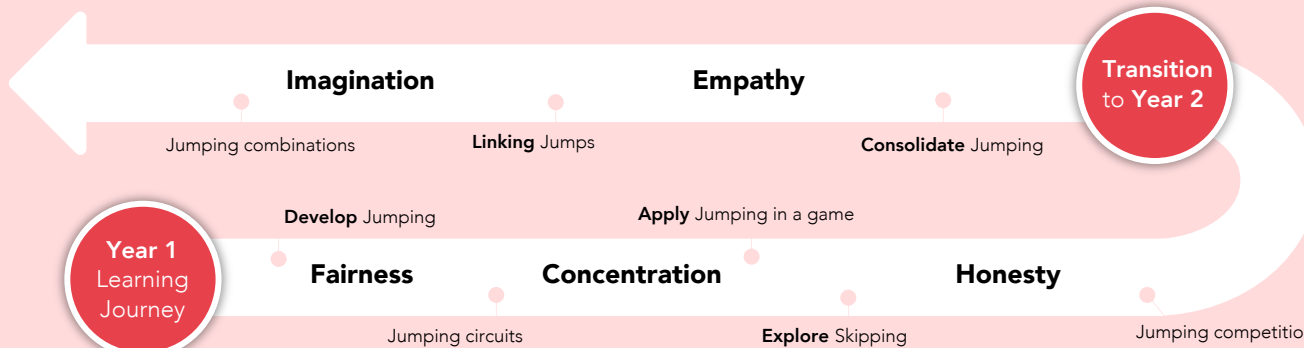 Imagination
Empathy
Transition
to Year 2
Jumping combinations
Linking Jumps
Consolidate Jumping
Develop Jumping
Apply Jumping in a game
Year 1
Learning
Journey
Fairness
Concentration
Honesty
Jumping circuits
Explore Skipping
Jumping competitio